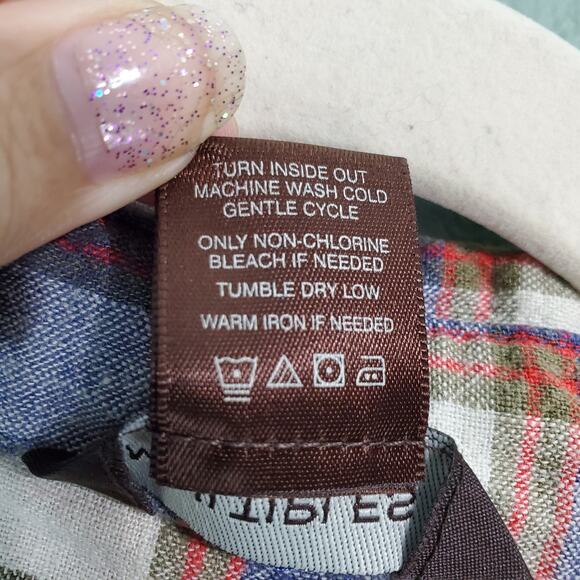 TURN INSIDE OUT
MACHINE WASH COLD
GENTLE CYCLE
ONLY NON-CHLORINE
BLEACH IF NEEDED
TUMBLE DRY LOW
WARM IRON IF NEEDED